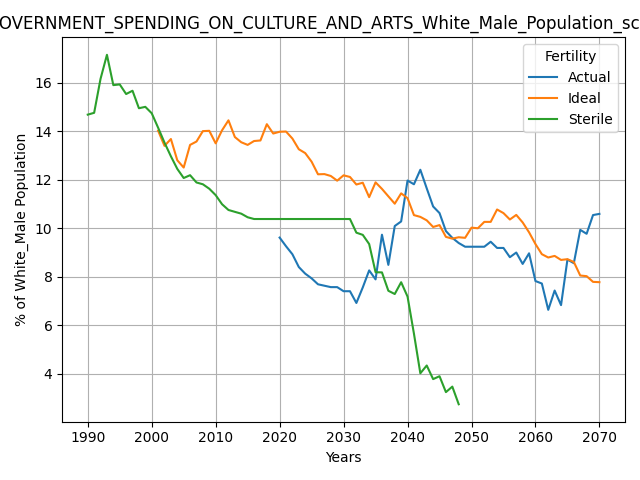 OVERNMENT_SPENDING_ON_CULTURE_AND_ARTS_White_Male_Population_sc
Fertility
Actual
Ideal
Sterile
% of White_Male Population
16
14
12
10
8
6
4
1990 2000 2010 2020 2030 2040 2050 2060 2070
Years